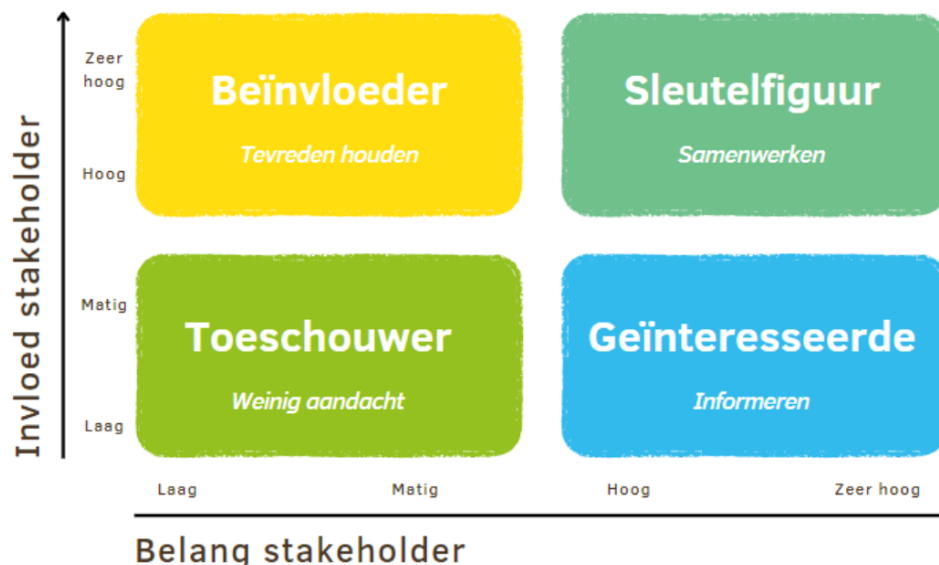 Invloed stakeholder
Zeer
hoog
Hoog
Matig
Laag
Beïnvloeder
Tevreden houden
Sleutelfiguur
Samenwerken
Toeschouwer
Weinig aandacht
Geïnteresseerde
Informeren
Laag
Matig
Hoog
Zeer hoog
Belang stakeholder